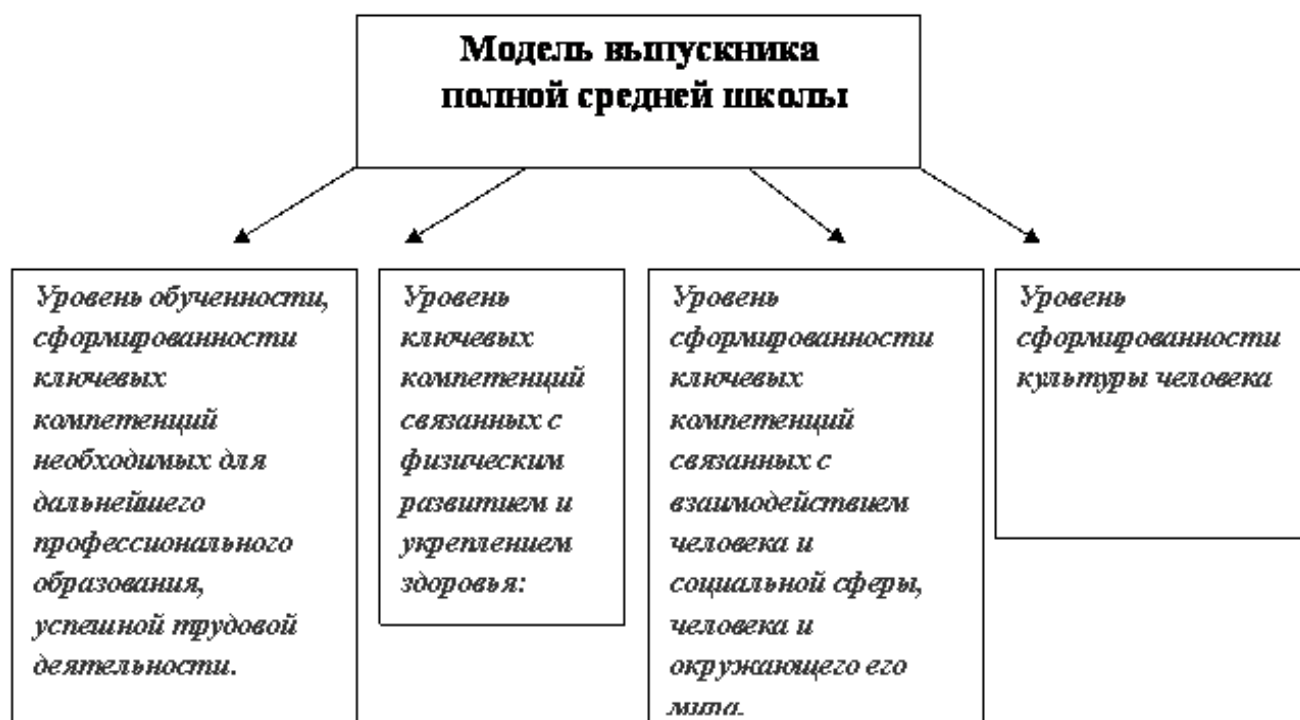 Модель выпускника
полной средней школы
Уровень обученности,
сформированности
ключевых
компетенций
необходимых для
дальнейшего
профессионального
образования,
успешной трудовой
деятельности.
Уровень
ключевых
компетенций
связанных с
физическим
развитием и
укреплением
здоровья:
Уровень
сформированности
ключевых
компетенций
связанных с
взаимодействием
человека и
социальной сферы,
человека и
окружающего его
Уровень
сформированности
культуры человека